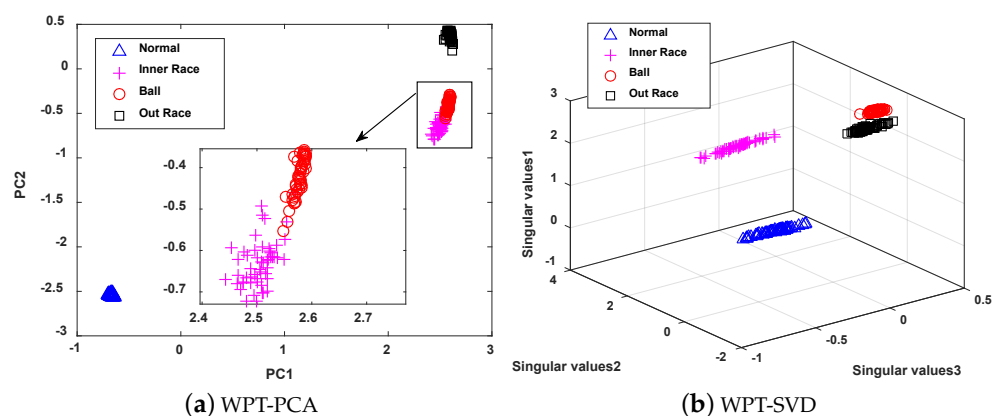 0.5
0
-0.5
-1
-1.5
-2
-2.5
-3
PC2
Normal
Inner Race
Ball
Out Race
-0.4
-0.5
-0.6
-0.7
2.4 2.5 2.6 2.7
-1 0 1 2 3
PC1
(a) WPT-PCA
Normal
Inner Race
Ball
Out Race
3
2
1
0
-1
Singular values1
4 2 0 -2
Singular values2
-1 0 0.5
Singular values3
-0.5
(b) WPT-SVD